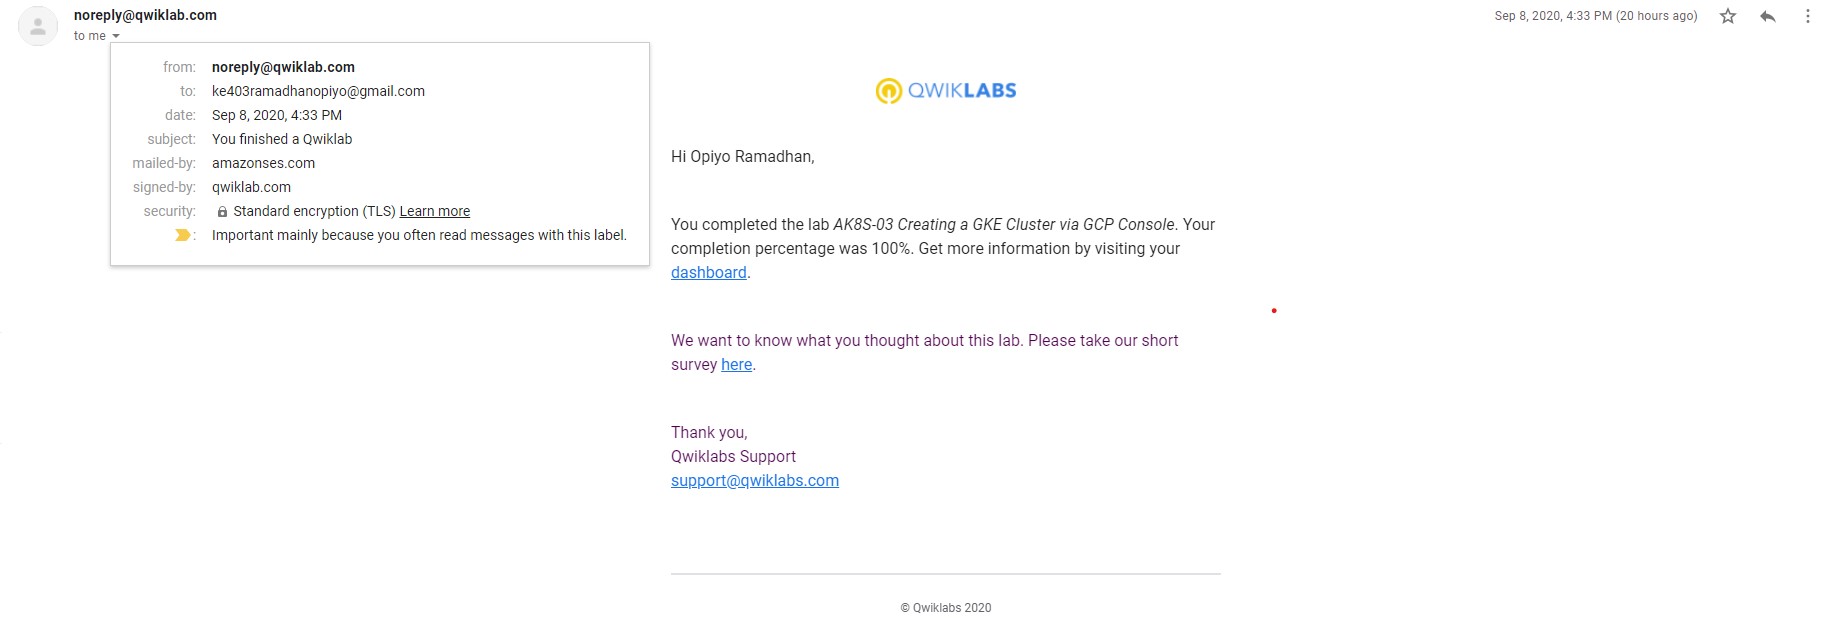 noreply@qwiklab.com
Sep 8, 2020, 4:33 PM (20 hours ago)
to me
from: noreply@qwiklab.com
to: ke403ramadhanopiyo@gmail.com
date: Sep 8, 2020, 4:33 PM
subject: You finished a Qwiklab
mailed-by: amazonses.com
signed-by: qwiklab.com
security: Standard encryption (TLS) Learn more
: Important mainly because you often read messages with this label.
QWIKLABS
Hi Opiyo Ramadhan,
You completed the lab AK8S-03 Creating a GKE Cluster via GCP Console. Your
completion percentage was 100%. Get more information by visiting your
dashboard.
We want to know what you thought about this lab. Please take our short
survey here.
Thank you,
Qwiklabs Support
support@qwiklabs.com
© Qwiklabs 2020